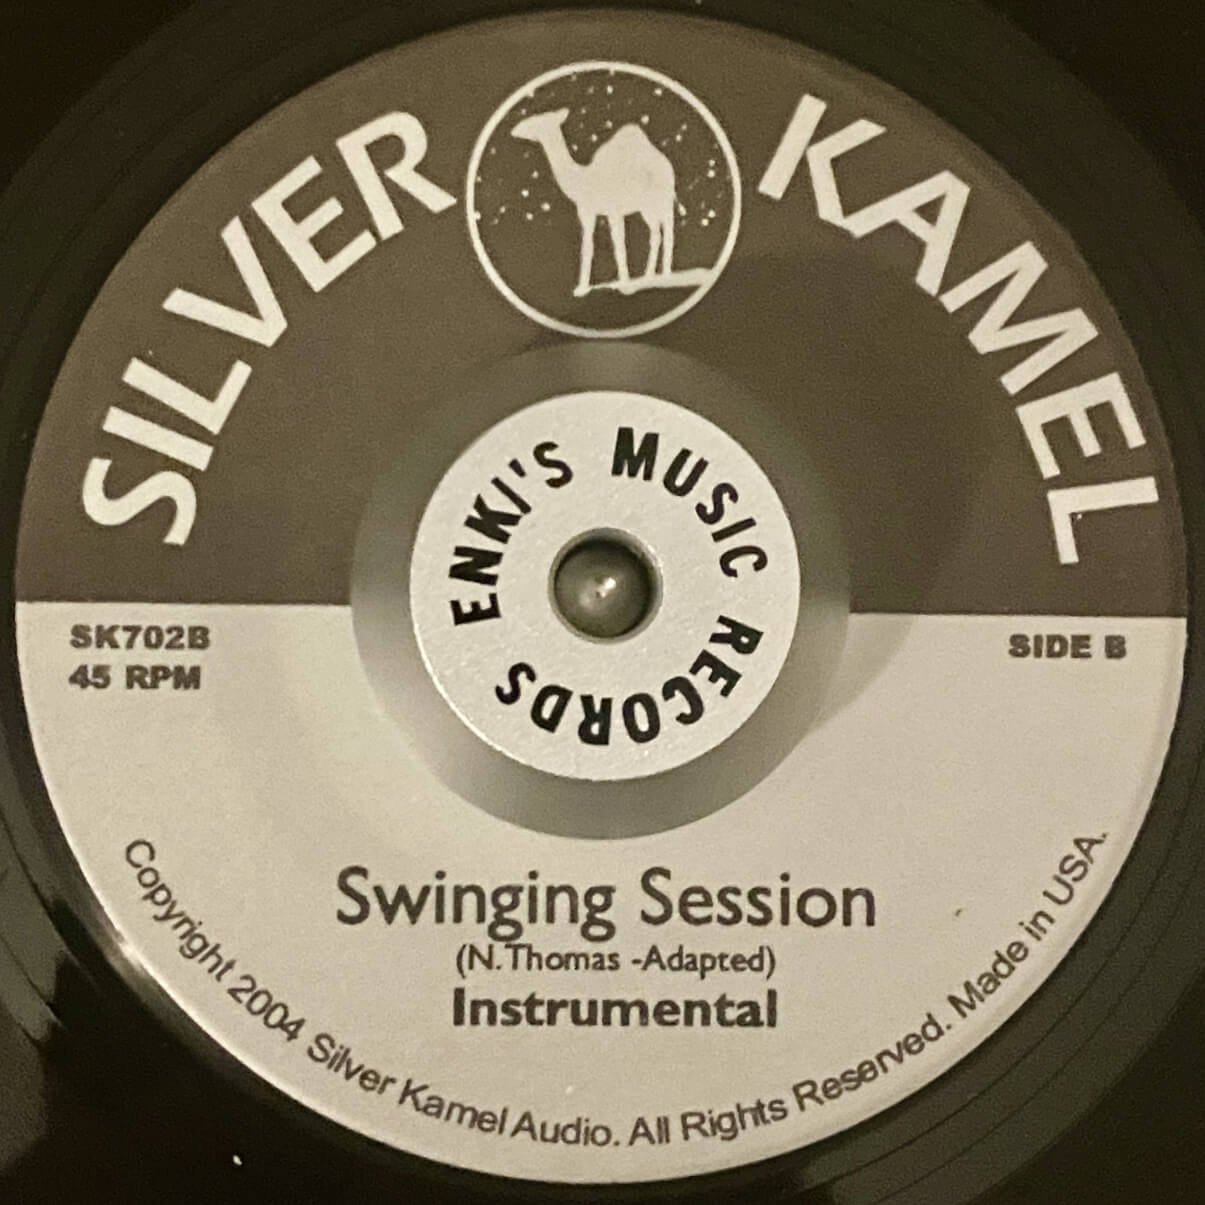 SILVER KAMEL
ENKI'S MUSIC RECORDS
SK702B
45 RPM
SIDE B
Swinging Session
(N.Thomas -Adapted)
Instrumental
Copyright 2004 Silver Kamel Audio. All Rights Reserved. Made in USA.